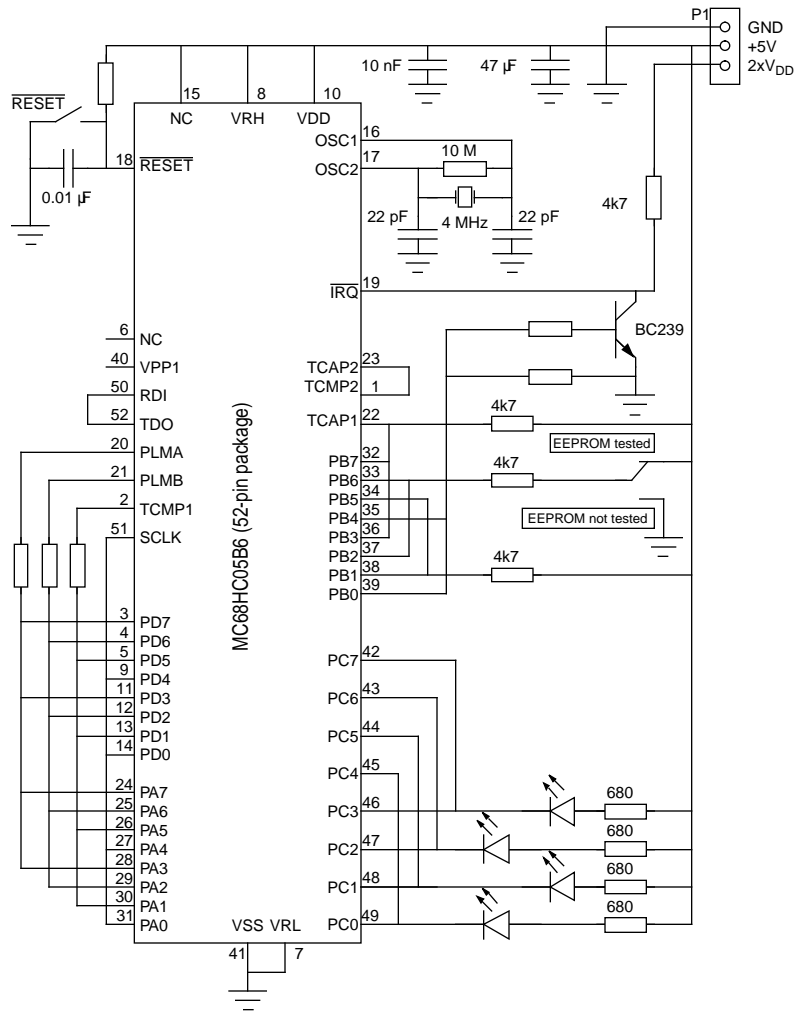 P1
GND
+5V
2xVDD
10 nF
47 µF
15
8
10
NC
VRH
VDD
RESET
18
RESET
0.01 µF
OSC1
16
OSC2
17
10 M
22 pF
4 MHz
22 pF
4k7
IRQ
19
BC239
6
NC
40
VPP1
50
RDI
52
TDO
20
PLMA
21
PLMB
2
TCMP1
51
SCLK
TCAP2
23
TCMP2
1
TCAP1
22
4k7
EEPROM tested
PB7
32
PB6
33
4k7
PB5
34
PB4
35
EEPROM not tested
PB3
36
PB2
37
PB1
38
4k7
PB0
39
MC68HC05B6 (52-pin package)
3
PD7
4
PD6
5
PD5
9
PD4
11
PD3
12
PD2
13
PD1
14
PD0
24
PA7
25
PA6
26
PA5
27
PA4
28
PA3
29
PA2
30
PA1
31
PA0
PC7
42
PC6
43
PC5
44
PC4
45
PC3
46
680
PC2
47
680
PC1
48
680
PC0
49
680
VSS
VRL
41
7